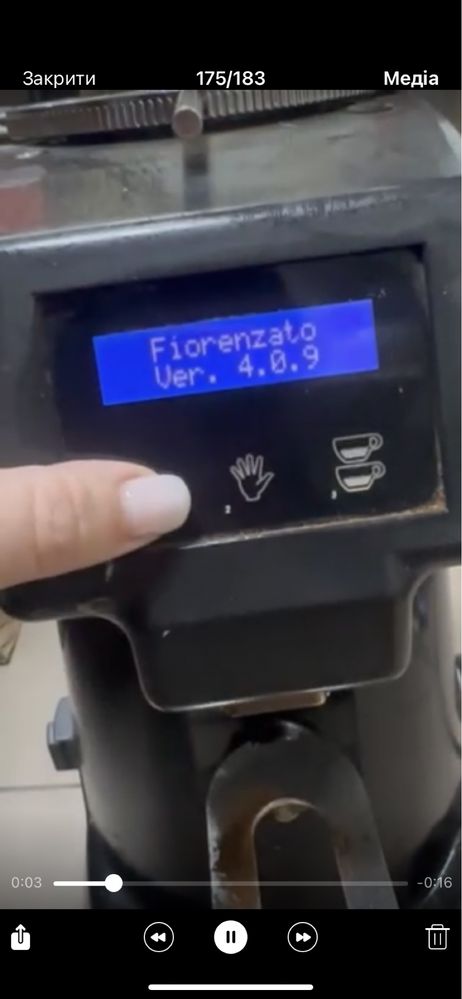 Закрити 175/183 Медіа
Fiorenzato
Ver. 4.0.9
2 3
0:03 -0:16